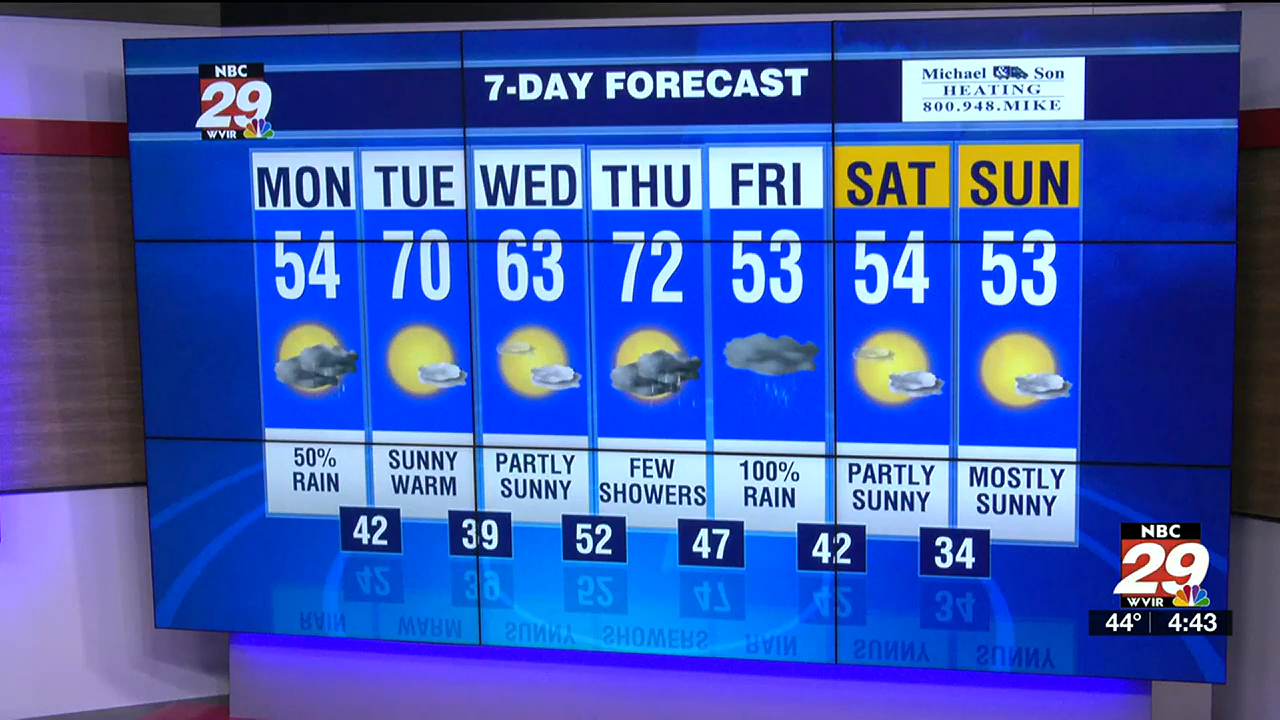 NBC
29
WVIR
7-DAY FORECAST
Michael & Son
HEATING
800.948.MIKE
MON TUE WED THU FRI SAT SUN
54 70 63 72 53 54 53
50%
RAIN
SUNNY
WARM
PARTLY
SUNNY
FEW
SHOWERS
100%
RAIN
PARTLY
SUNNY
MOSTLY
SUNNY
42 39 52 47 42 34
NBC
29
WVIR
44° 4:43